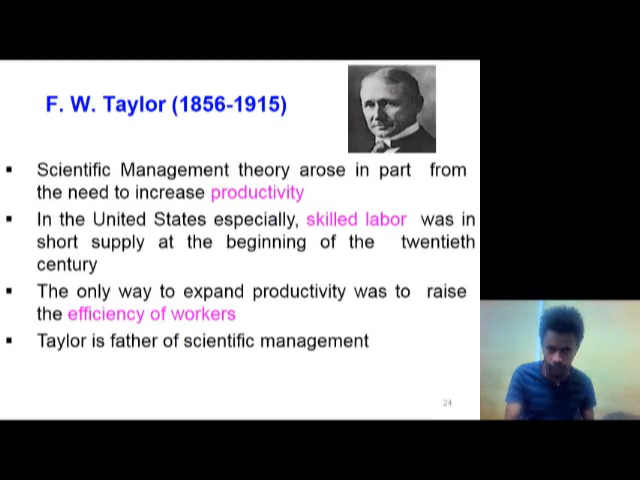 F. W. Taylor (1856-1915)
▪ Scientific Management theory arose in part from
the need to increase productivity
▪ In the United States especially, skilled labor was in
short supply at the beginning of the twentieth
century
▪ The only way to expand productivity was to raise
the efficiency of workers
▪ Taylor is father of scientific management
24